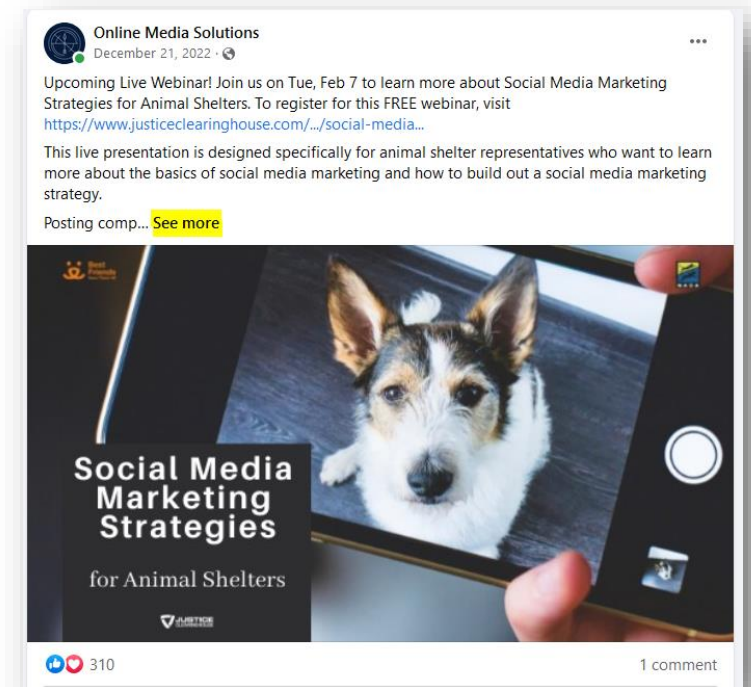 Online Media Solutions
December 21, 2022 ·
Upcoming Live Webinar! Join us on Tue, Feb 7 to learn more about Social Media Marketing
Strategies for Animal Shelters. To register for this FREE webinar, visit
https://www.justiceclearinghouse.com/.../social-media...
This live presentation is designed specifically for animal shelter representatives who want to learn
more about the basics of social media marketing and how to build out a social media marketing
strategy.
Posting comp... See more
Best
Friends
Social Media
Marketing
Strategies
for Animal Shelters
JUSTICE
CLEARINGHOUSE
310
1 comment